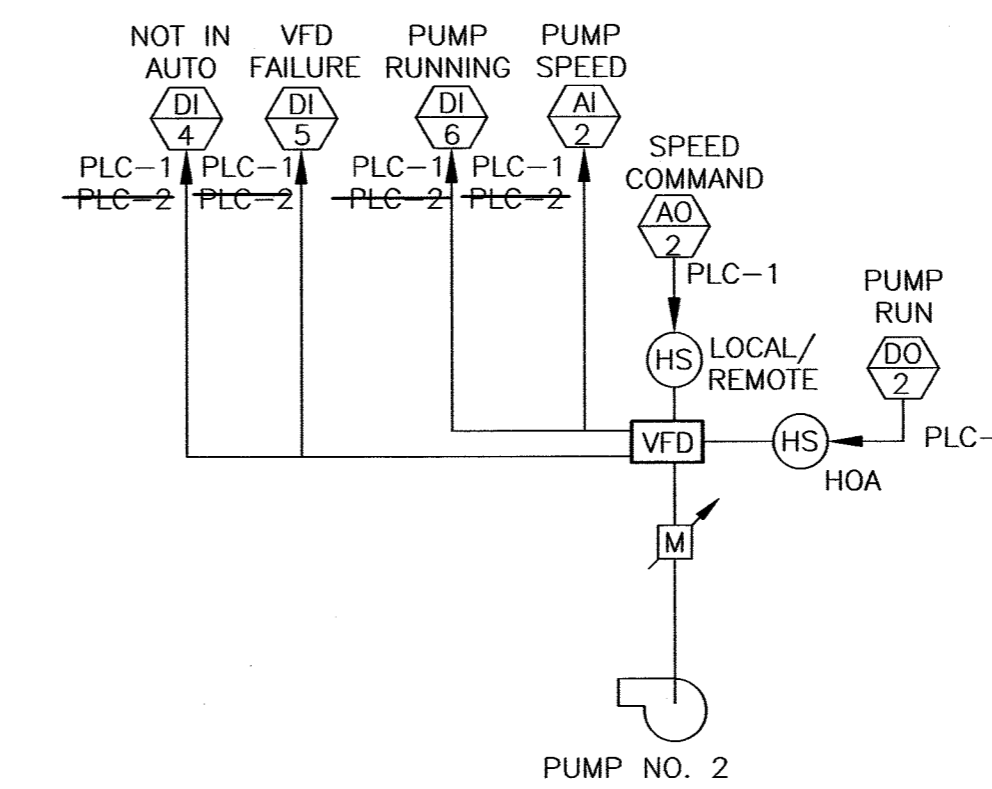 NOT IN
AUTO
DI
4
PLC-1
PLC-2
VFD
FAILURE
DI
5
PLC-1
PLC-2
PUMP
RUNNING
DI
6
PLC-1
PLC-2
PUMP
SPEED
AI
2
PLC-1
PLC-2
SPEED
COMMAND
AO
2
PLC-1
HS
LOCAL/
REMOTE
PUMP
RUN
DO
2
PLC-
VFD
HS
HOA
M
PUMP NO. 2